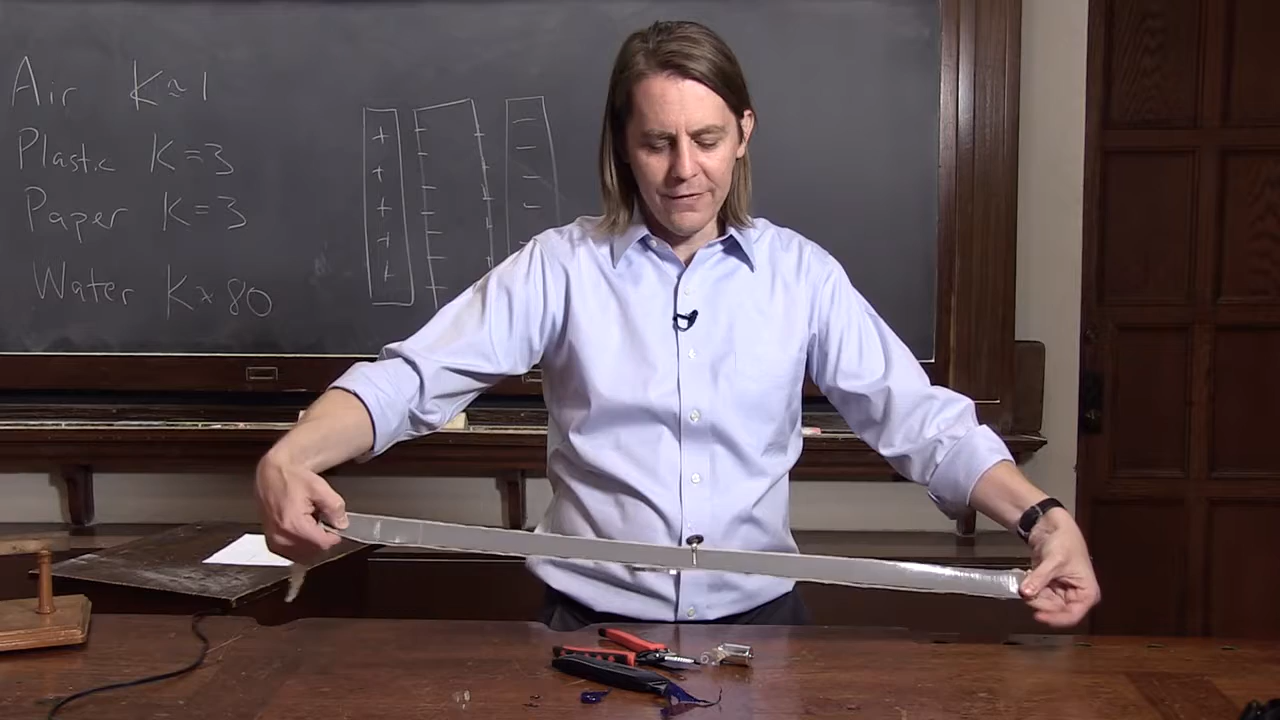 Air K≈1
Plastic K=3
Paper K=3
Water K≈80
+ - + -
+ - + -
+ - + -
+ - + -
+ - +
+ -